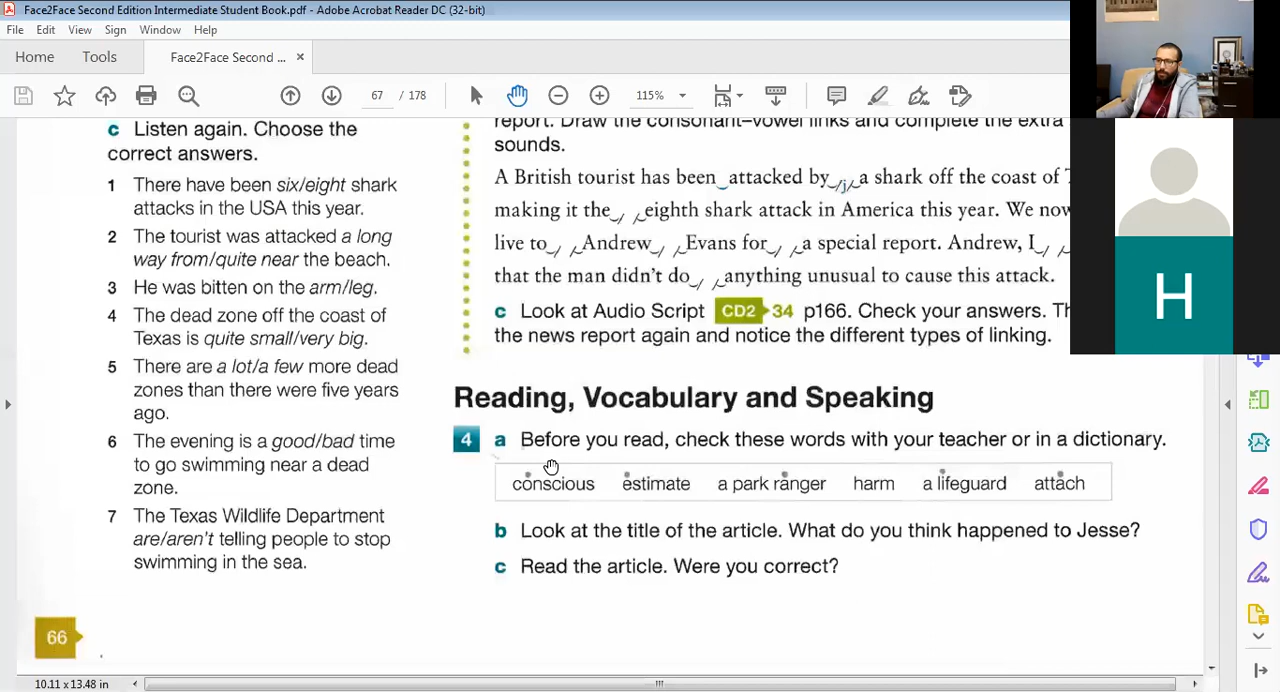 Face2Face Second Edition Intermediate Student Book.pdf - Adobe Acrobat Reader DC (32-bit)
File Edit View Sign Window Help
Home Tools Face2Face Second ... ×
67 / 178 115%
c Listen again. Choose the
correct answers.
1 There have been six/eight shark
attacks in the USA this year.
2 The tourist was attacked a long
way from/quite near the beach.
3 He was bitten on the arm/leg.
4 The dead zone off the coast of
Texas is quite small/very big.
5 There are a lot/a few more dead
zones than there were five years
ago.
6 The evening is a good/bad time
to go swimming near a dead
zone.
7 The Texas Wildlife Department
are/aren't telling people to stop
swimming in the sea.
66
report. Draw the consonant–vowel links and complete the extra
sounds.
A British tourist has been attacked by /j/ a shark off the coast of
making it the / / eighth shark attack in America this year. We now
live to / / Andrew / / Evans for / / a special report. Andrew, I /
that the man didn't do / / anything unusual to cause this attack.
c Look at Audio Script CD2 34 p166. Check your answers.
the news report again and notice the different types of linking.
Reading, Vocabulary and Speaking
4 a Before you read, check these words with your teacher or in a dictionary.
conscious estimate a park ranger harm a lifeguard attach
b Look at the title of the article. What do you think happened to Jesse?
c Read the article. Were you correct?
H
10.11 x 13.48 in